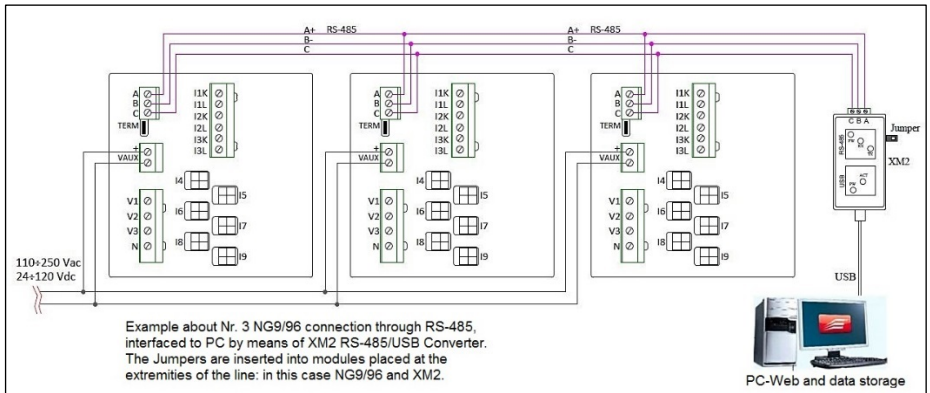 A+ RS-485
B-
C
A+ RS-485
B-
C
A
B
C
TERM
+
VAUX
V1
V2
V3
N
I1K
I1L
I2K
I2L
I3K
I3L
I4
I5
I6
I7
I8
I9
A
B
C
TERM
+
VAUX
V1
V2
V3
N
I1K
I1L
I2K
I2L
I3K
I3L
I4
I5
I6
I7
I8
I9
A
B
C
TERM
+
VAUX
V1
V2
V3
N
I1K
I1L
I2K
I2L
I3K
I3L
I4
I5
I6
I7
I8
I9
C B A
RS-485
USB
Jumper
XM2
USB
110÷250 Vac
24÷120 Vdc
Example about Nr. 3 NG9/96 connection through RS-485,
interfaced to PC by means of XM2 RS-485/USB Converter.
The Jumpers are inserted into modules placed at the
extremities of the line: in this case NG9/96 and XM2.
PC-Web and data storage